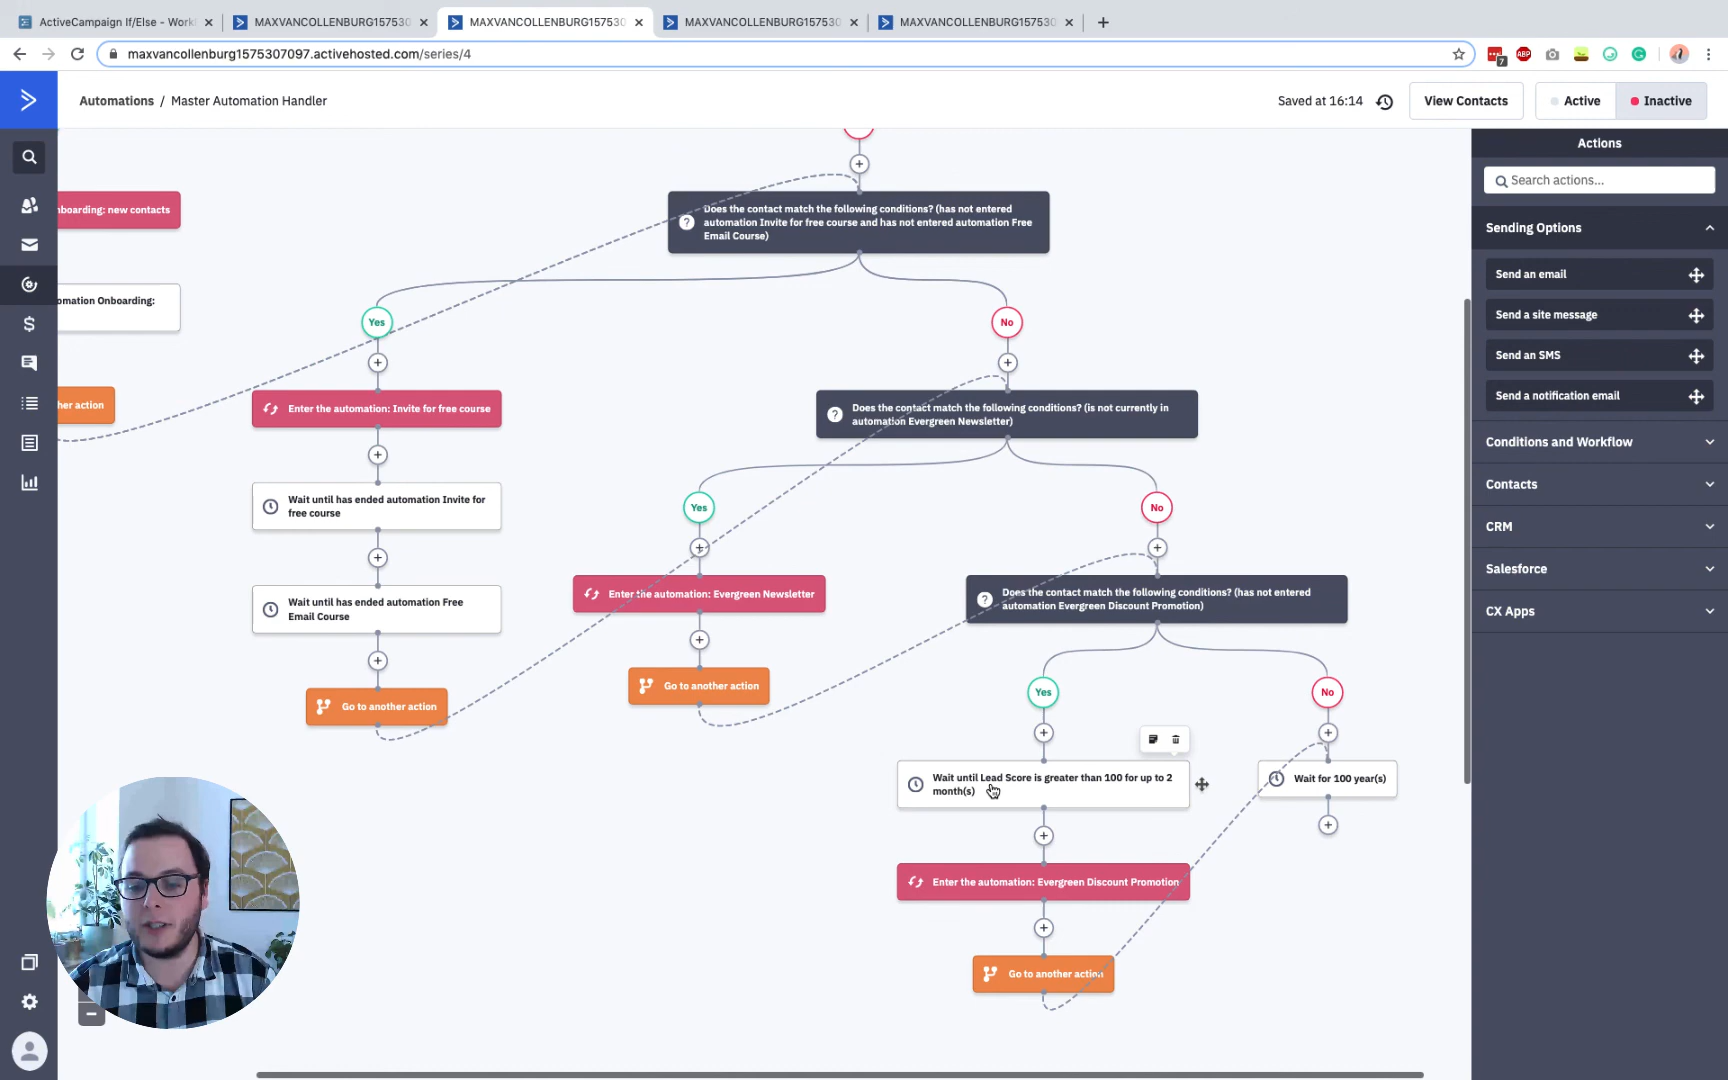 ActiveCampaign If/Else - Work
MAXVANCOLLENBURG157530
MAXVANCOLLENBURG157530
MAXVANCOLLENBURG157530
MAXVANCOLLENBURG157530
maxvancollenburg1575307097.activehosted.com/series/4
7
ABP
Automations / Master Automation Handler
Saved at 16:14
View Contacts
Active
Inactive
Actions
Search actions...
Sending Options
Send an email
Send a site message
Send an SMS
Send a notification email
Conditions and Workflow
Contacts
CRM
Salesforce
CX Apps
nboarding: new contacts
omation Onboarding:
her action
Does the contact match the following conditions? (has not entered
automation Invite for free course and has not entered automation Free
Email Course)
Yes
No
Enter the automation: Invite for free course
Wait until has ended automation Invite for
free course
Wait until has ended automation Free
Email Course
Go to another action
Does the contact match the following conditions? (is not currently in
automation Evergreen Newsletter)
Yes
No
Enter the automation: Evergreen Newsletter
Go to another action
Does the contact match the following conditions? (has not entered
automation Evergreen Discount Promotion)
Yes
No
Wait until Lead Score is greater than 100 for up to 2
month(s)
Wait for 100 year(s)
Enter the automation: Evergreen Discount Promotion
Go to another action